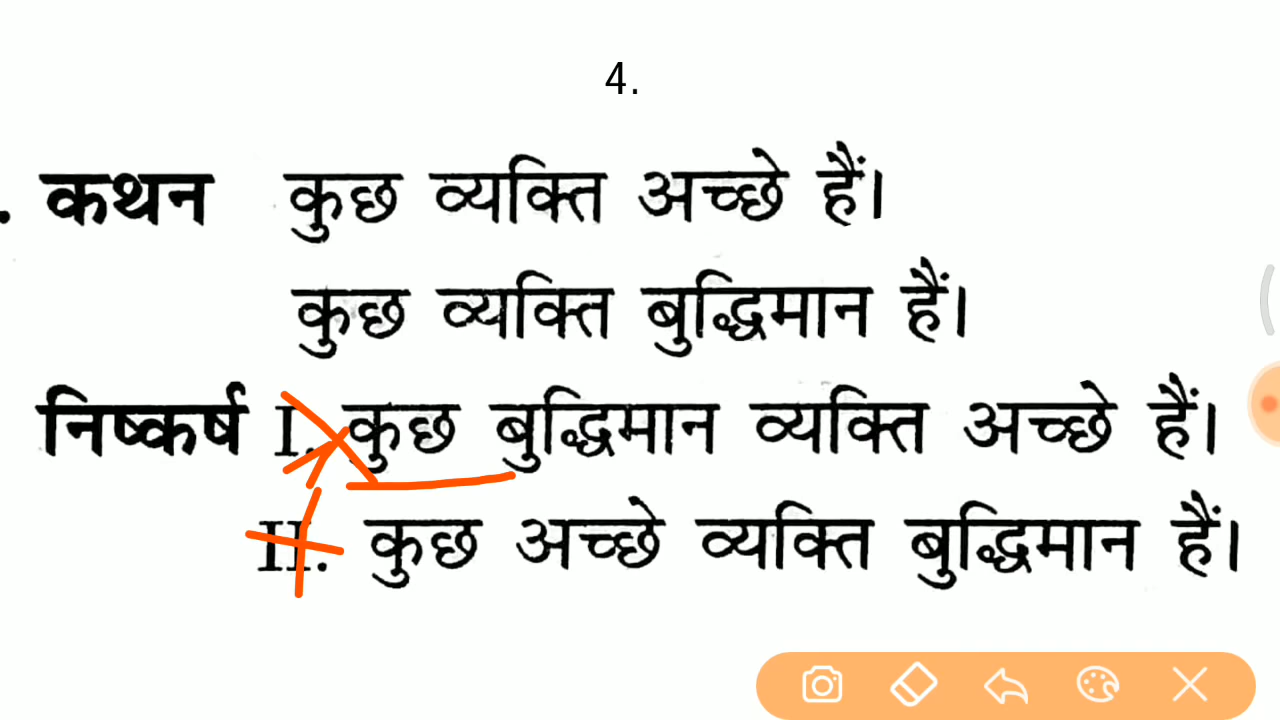 4.
. कथन कुछ व्यक्ति अच्छे हैं।
कुछ व्यक्ति बुद्धिमान हैं।
निष्कर्ष I. कुछ बुद्धिमान व्यक्ति अच्छे हैं।
II. कुछ अच्छे व्यक्ति बुद्धिमान हैं।